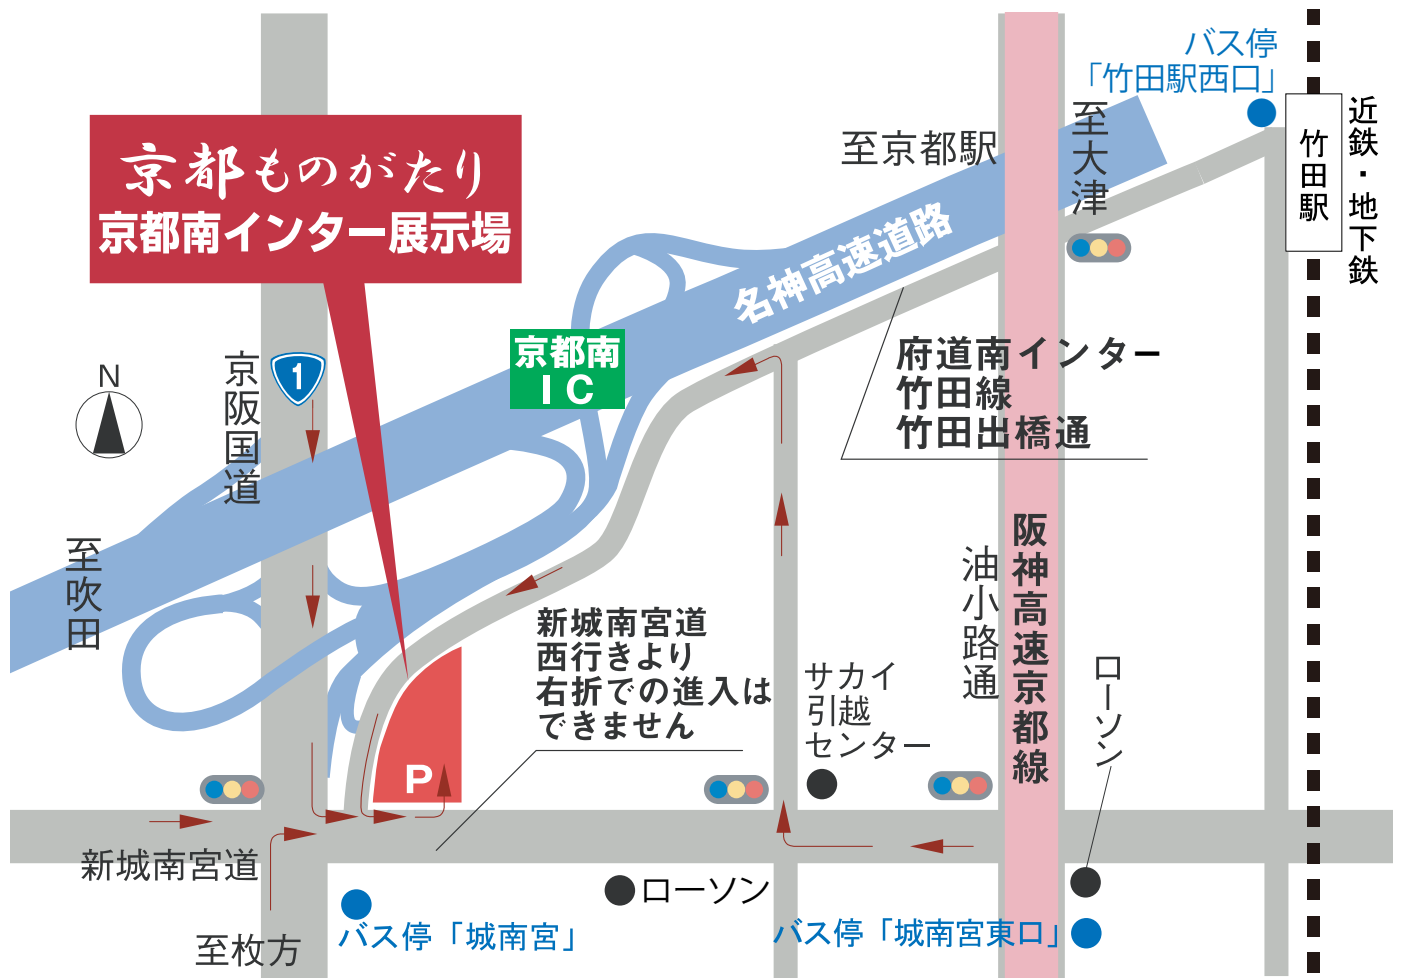 バス停
「竹田駅西口」
近鉄・地下鉄
竹田駅
至大津
至京都駅
京都ものがたり
京都南インター展示場
名神高速道路
京都南
IC
府道南インター
竹田線
竹田出橋通
N
京阪国道
1
至吹田
阪神高速京都線
油小路通
新城南宮道
西行きより
右折での進入は
できません
サカイ
引越
センター
ローソン
P
新城南宮道
ローソン
至枚方
バス停「城南宮」
バス停「城南宮東口」